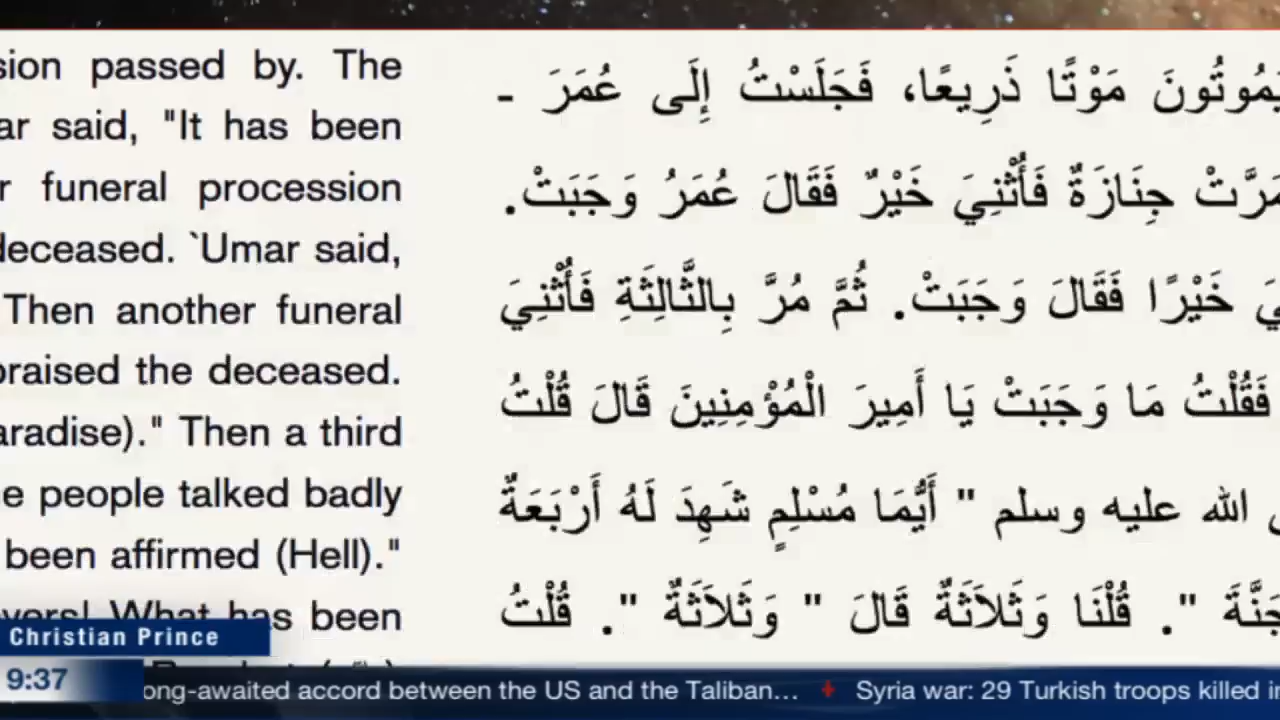 sion passed by. The
ar said, "It has been
r funeral procession
deceased. `Umar said,
Then another funeral
praised the deceased.
aradise)." Then a third
e people talked badly
been affirmed (Hell)."
What has been
يَمُوتُونَ مَوْتًا ذَرِيعًا، فَجَلَسْتُ إِلَى عُمَرَ ـ
مَرَّتْ جِنَازَةٌ فَأُثْنِيَ خَيْرٌ فَقَالَ عُمَرُ وَجَبَتْ.
خَيْرًا فَقَالَ وَجَبَتْ. ثُمَّ مُرَّ بِالثَّالِثَةِ فَأُثْنِيَ
فَقُلْتُ مَا وَجَبَتْ يَا أَمِيرَ الْمُؤْمِنِينَ قَالَ قُلْتُ
الله عليه وسلم " أَيُّمَا مُسْلِمٍ شَهِدَ لَهُ أَرْبَعَةٌ
جَنَّةَ ". قُلْنَا وَثَلاَثَةٌ قَالَ " وَثَلاَثَةٌ ". قُلْتُ
Christian Prince
9:37
ong-awaited accord between the US and the Taliban... Syria war: 29 Turkish troops killed in